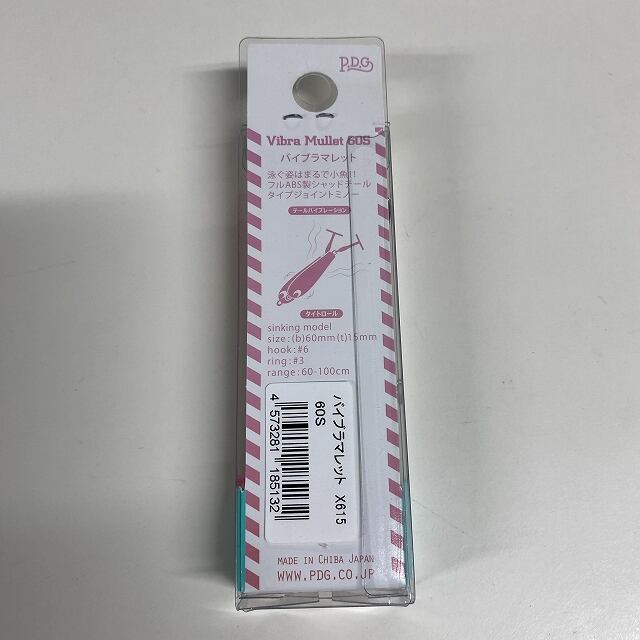 P.D.G
Vibra Mullet 60S
バイブラマレット
泳ぐ姿はまるで小魚!!
フルABS製シャッドテール
タイプジョイントミノー
テールバイブレーション
タイトロール
sinking model
size:(b)60mm(t)15mm
hook:#6
ring:#3
range:60-100cm
バイブラマレット X615
60S
4 573281 185132
MADE IN CHIBA JAPAN
WWW.PDG.CO.JP